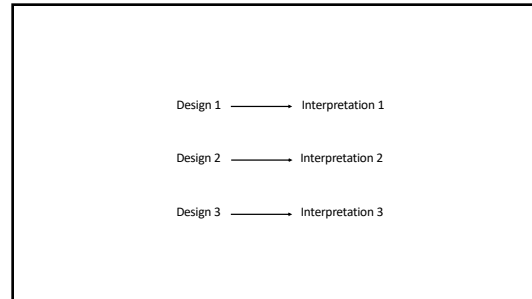 Design 1 Interpretation 1
Design 2 Interpretation 2
Design 3 Interpretation 3